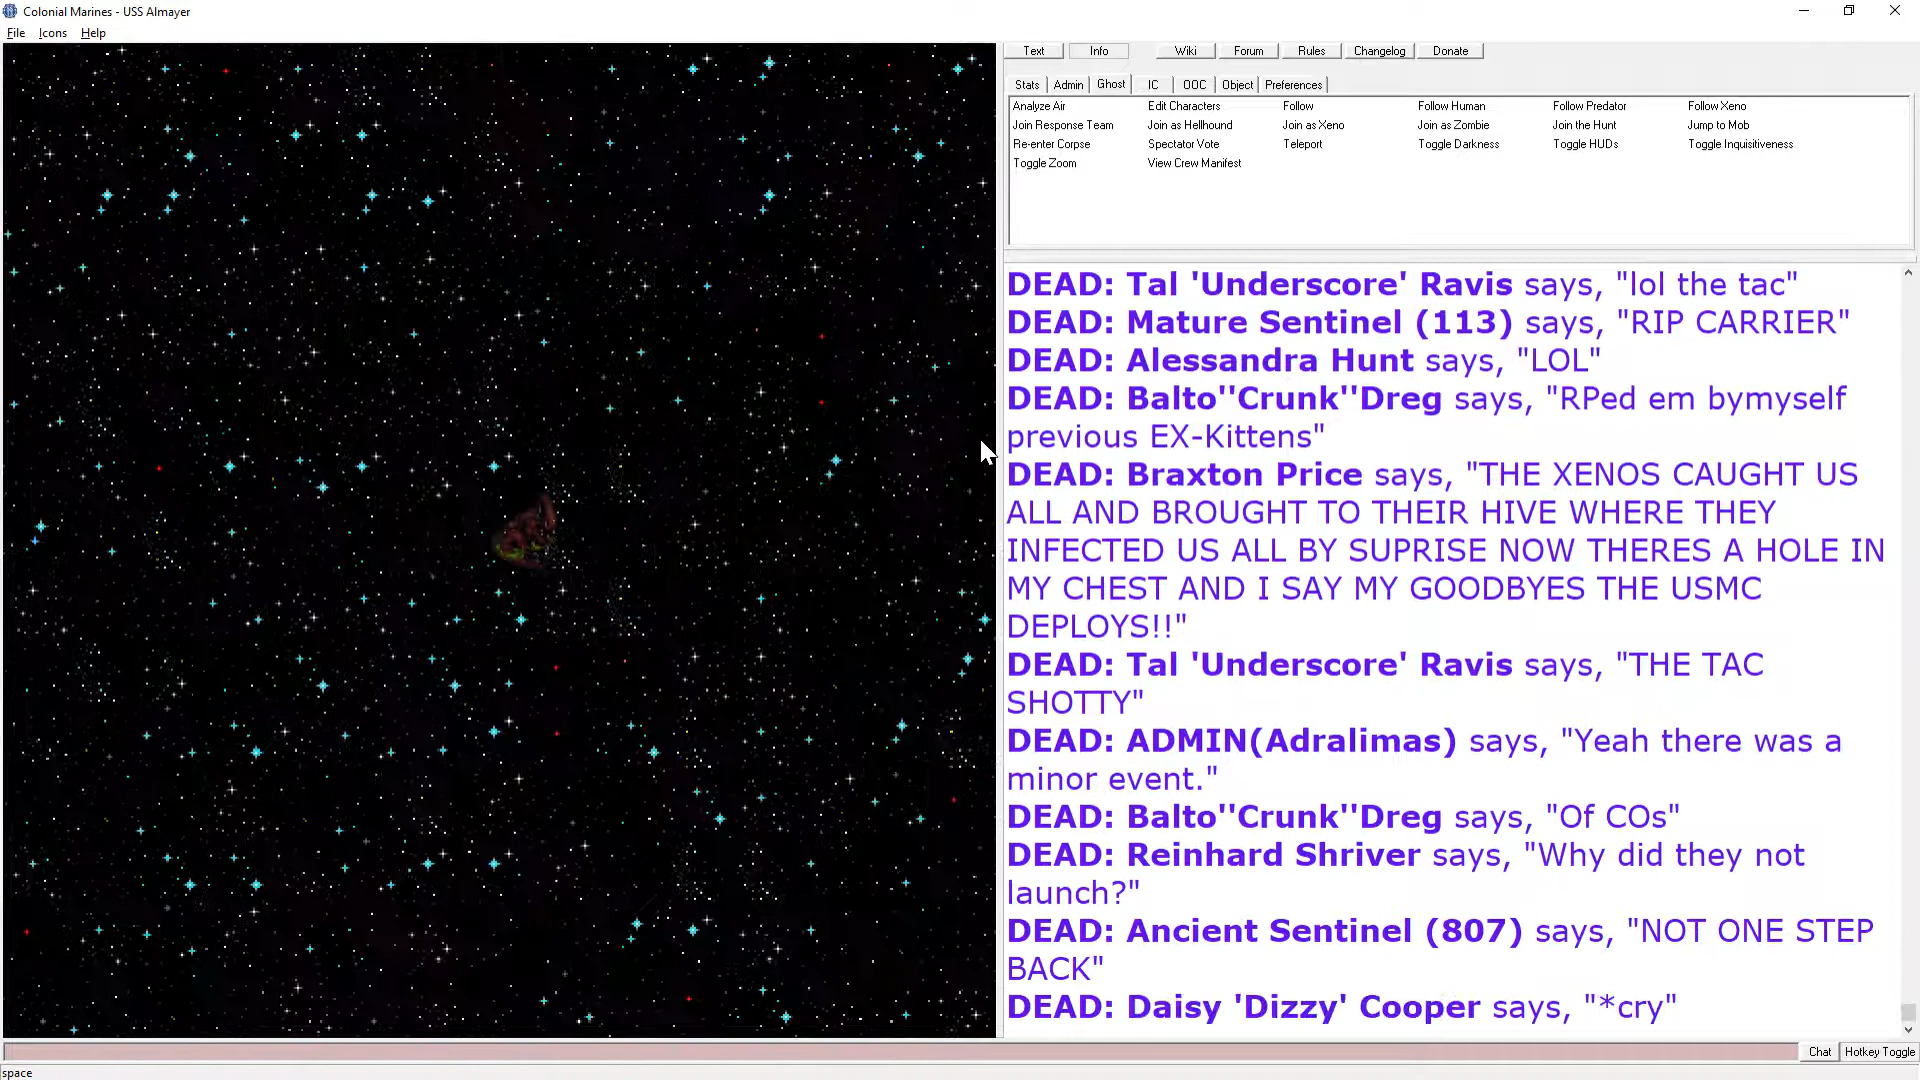 Colonial Marines - USS Almayer
File Icons Help
Text Info Wiki Forum Rules Changelog Donate
Stats Admin Ghost IC OOC Object Preferences
Analyze Air Edit Characters Follow Follow Human Follow Predator Follow Xeno
Join Response Team Join as Hellhound Join as Xeno Join as Zombie Join the Hunt Jump to Mob
Re-enter Corpse Spectator Vote Teleport Toggle Darkness Toggle HUDs Toggle Inquisitiveness
Toggle Zoom View Crew Manifest
DEAD: Tal 'Underscore' Ravis says, "lol the tac"
DEAD: Mature Sentinel (113) says, "RIP CARRIER"
DEAD: Alessandra Hunt says, "LOL"
DEAD: Balto''Crunk''Dreg says, "RPed em bymyself
previous EX-Kittens"
DEAD: Braxton Price says, "THE XENOS CAUGHT US
ALL AND BROUGHT TO THEIR HIVE WHERE THEY
INFECTED US ALL BY SUPRISE NOW THERES A HOLE IN
MY CHEST AND I SAY MY GOODBYES THE USMC
DEPLOYS!!"
DEAD: Tal 'Underscore' Ravis says, "THE TAC
SHOTTY"
DEAD: ADMIN(Adralimas) says, "Yeah there was a
minor event."
DEAD: Balto''Crunk''Dreg says, "Of COs"
DEAD: Reinhard Shriver says, "Why did they not
launch?"
DEAD: Ancient Sentinel (807) says, "NOT ONE STEP
BACK"
DEAD: Daisy 'Dizzy' Cooper says, "*cry"
Chat Hotkey Toggle
space